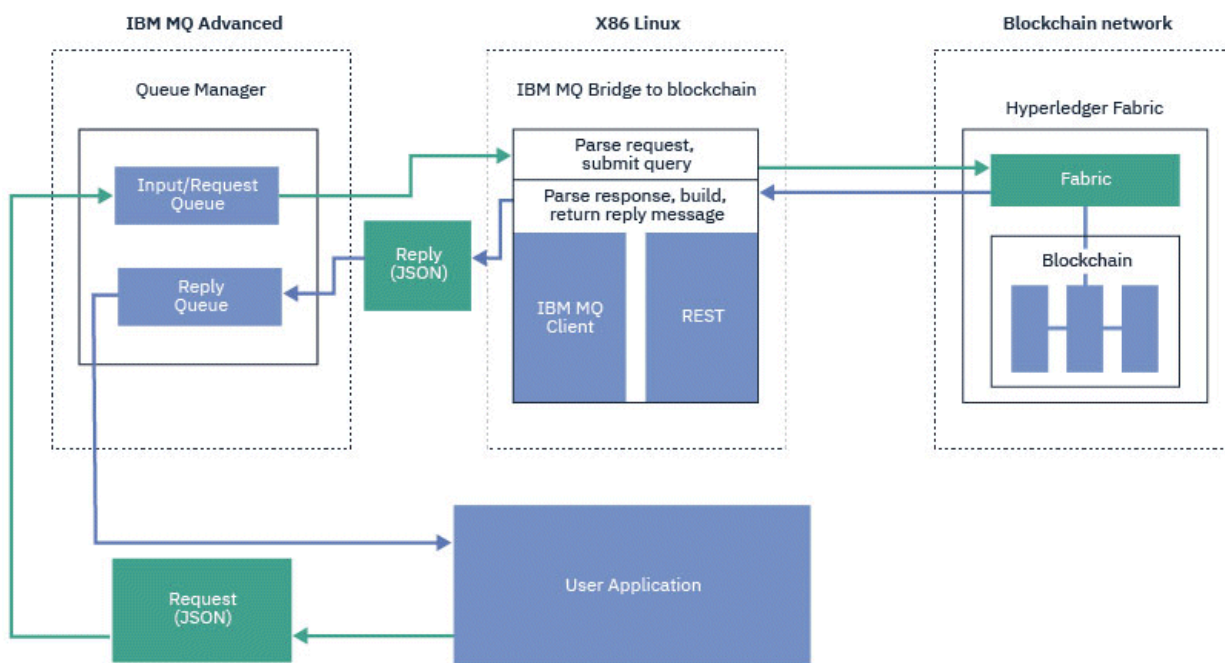 IBM MQ Advanced
X86 Linux
Blockchain network
Queue Manager
IBM MQ Bridge to blockchain
Hyperledger Fabric
Parse request,
submit query
Input/Request
Queue
Fabric
Parse response, build,
return reply message
Reply
(JSON)
Blockchain
Reply
Queue
IBM MQ
Client
REST
User Application
Request
(JSON)